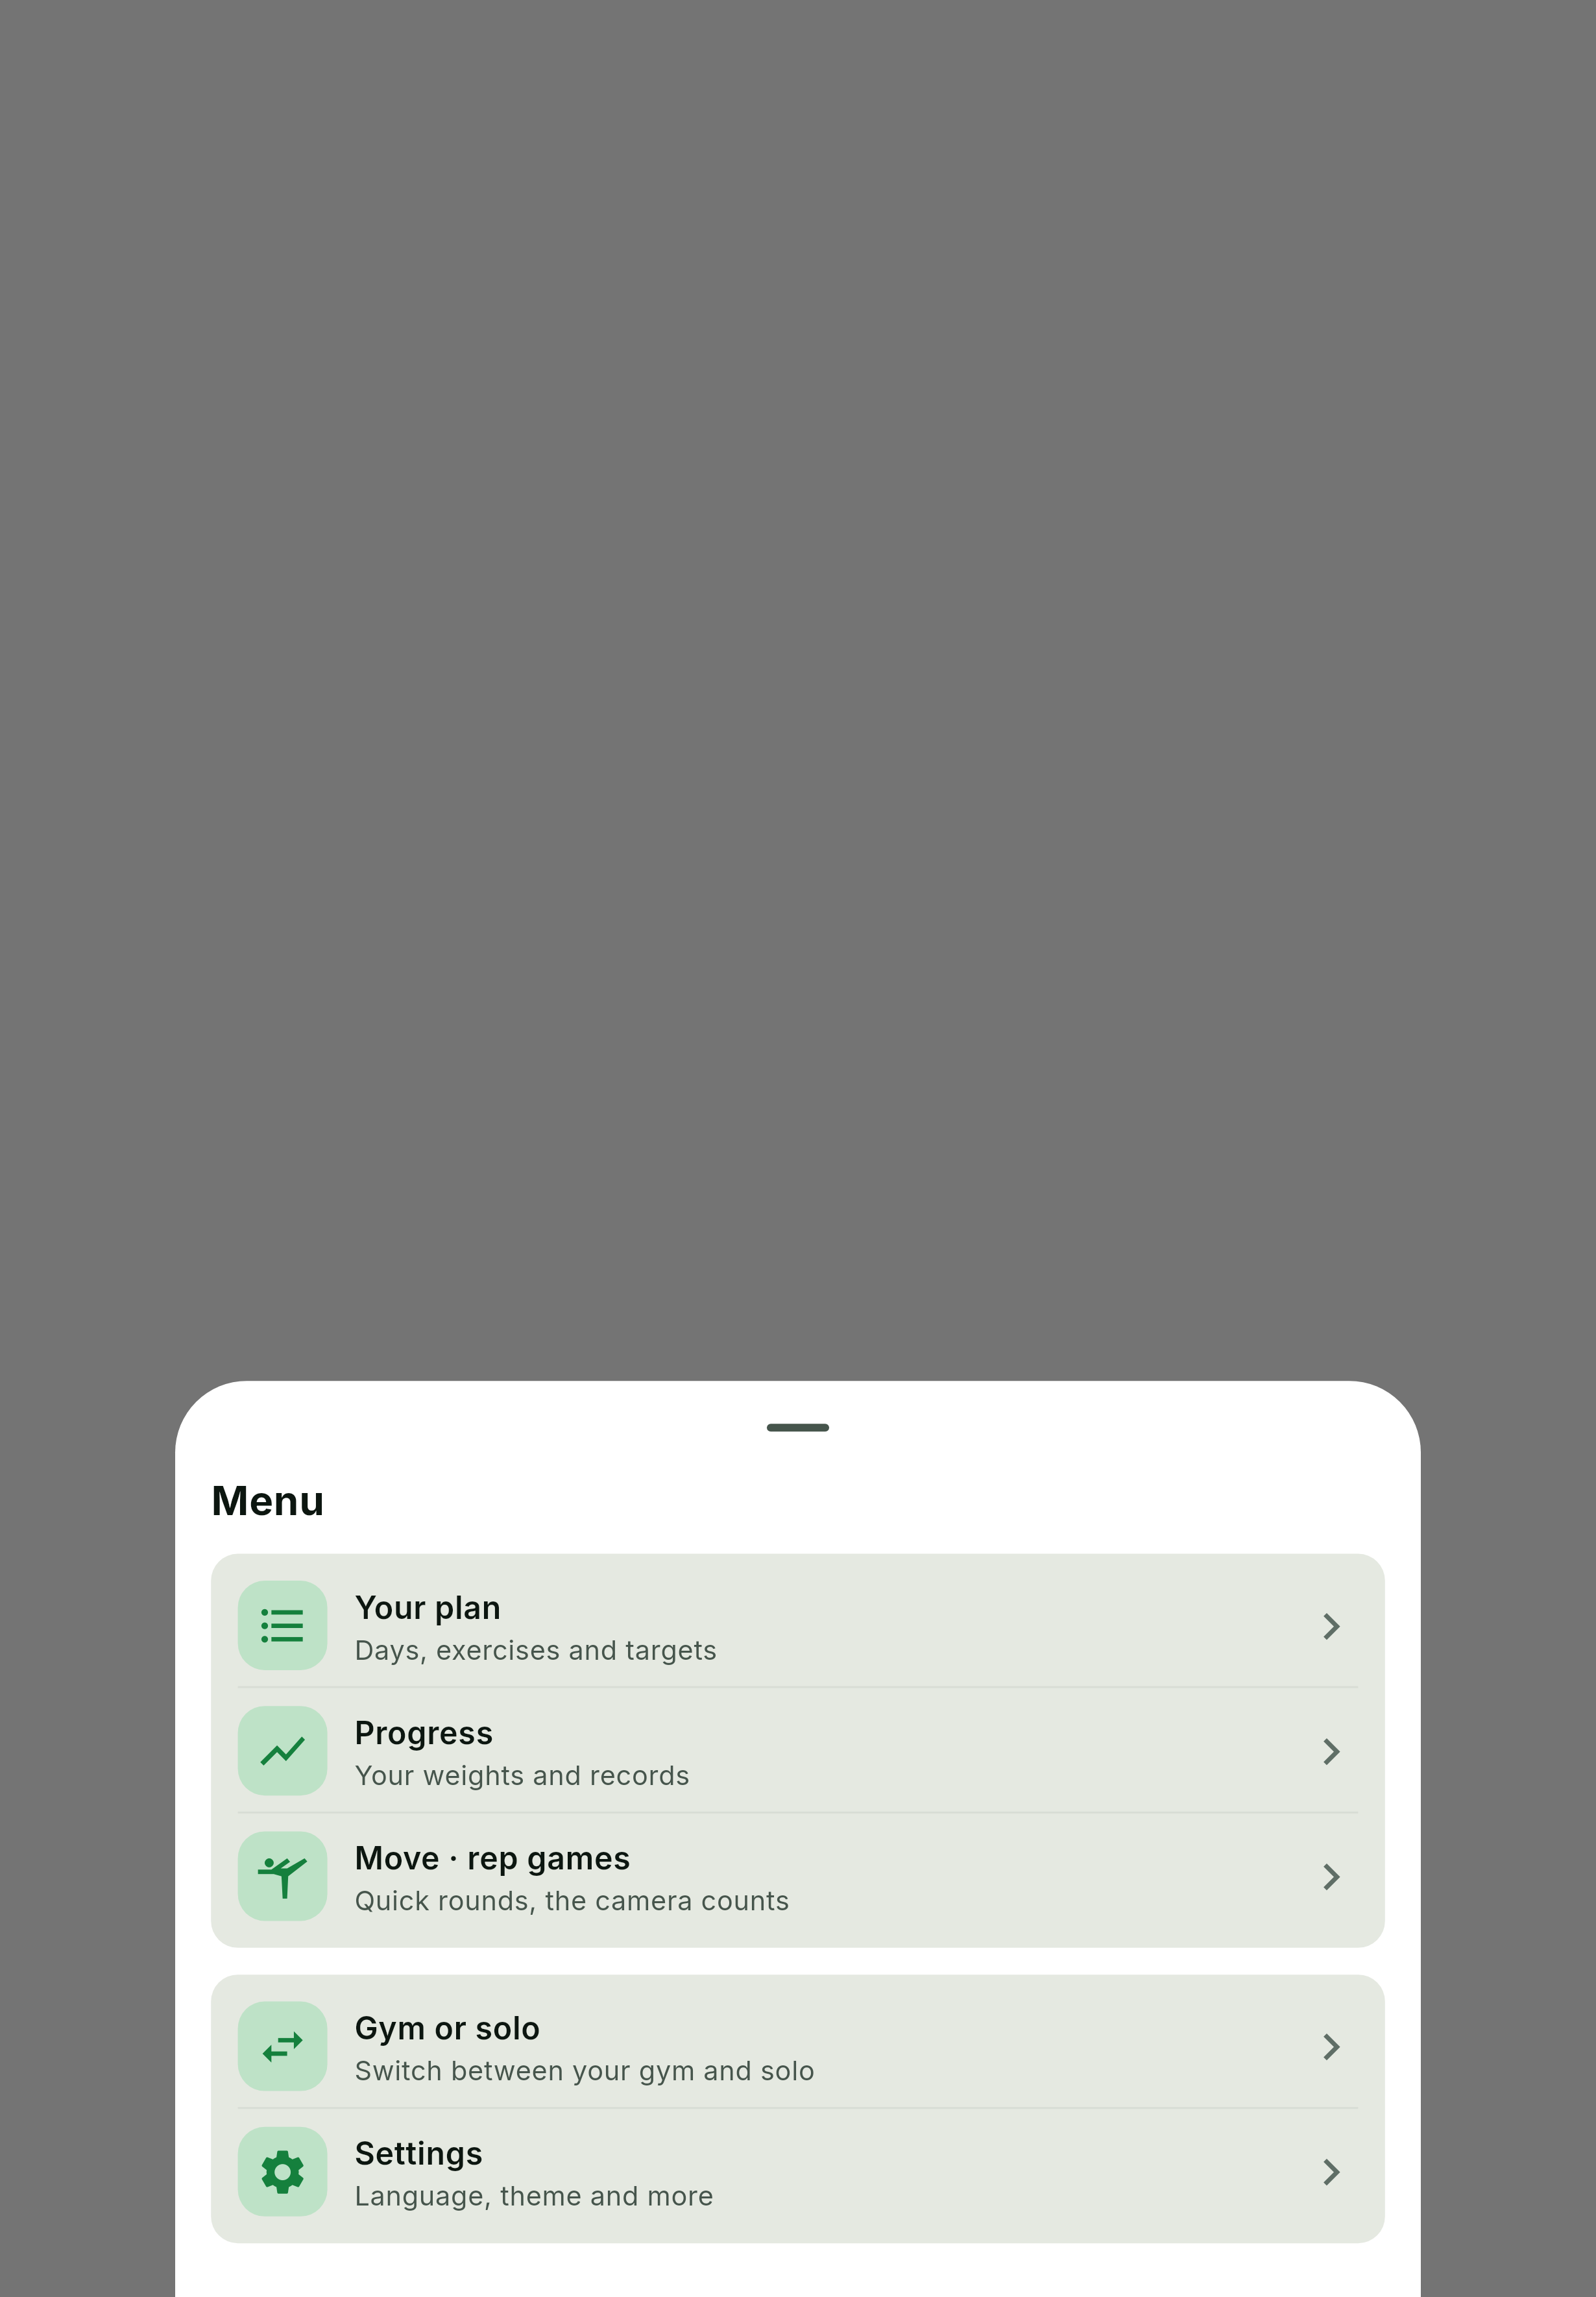 Menu
Your plan
Days, exercises and targets
Progress
Your weights and records
Move · rep games
Quick rounds, the camera counts
Gym or solo
Switch between your gym and solo
Settings
Language, theme and more